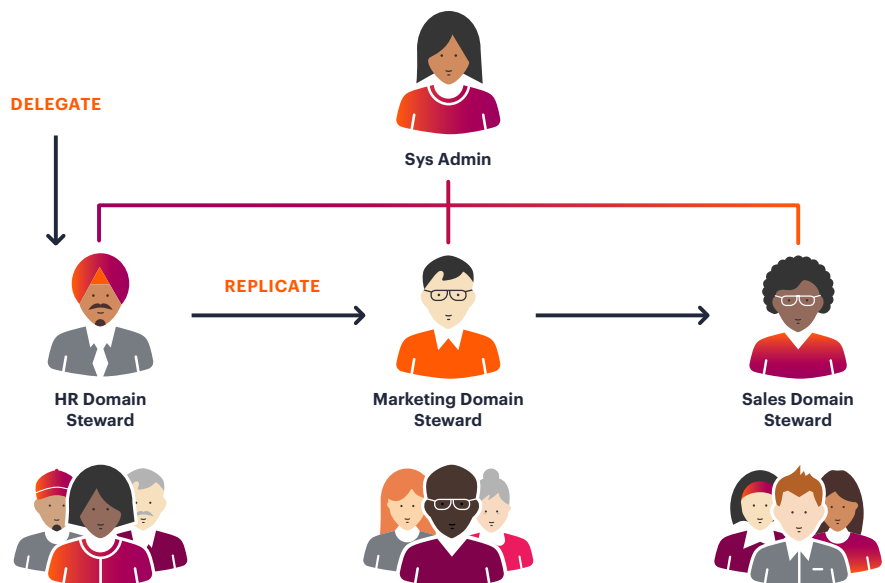 DELEGATE
Sys Admin
REPLICATE
HR Domain
Steward
Marketing Domain
Steward
Sales Domain
Steward